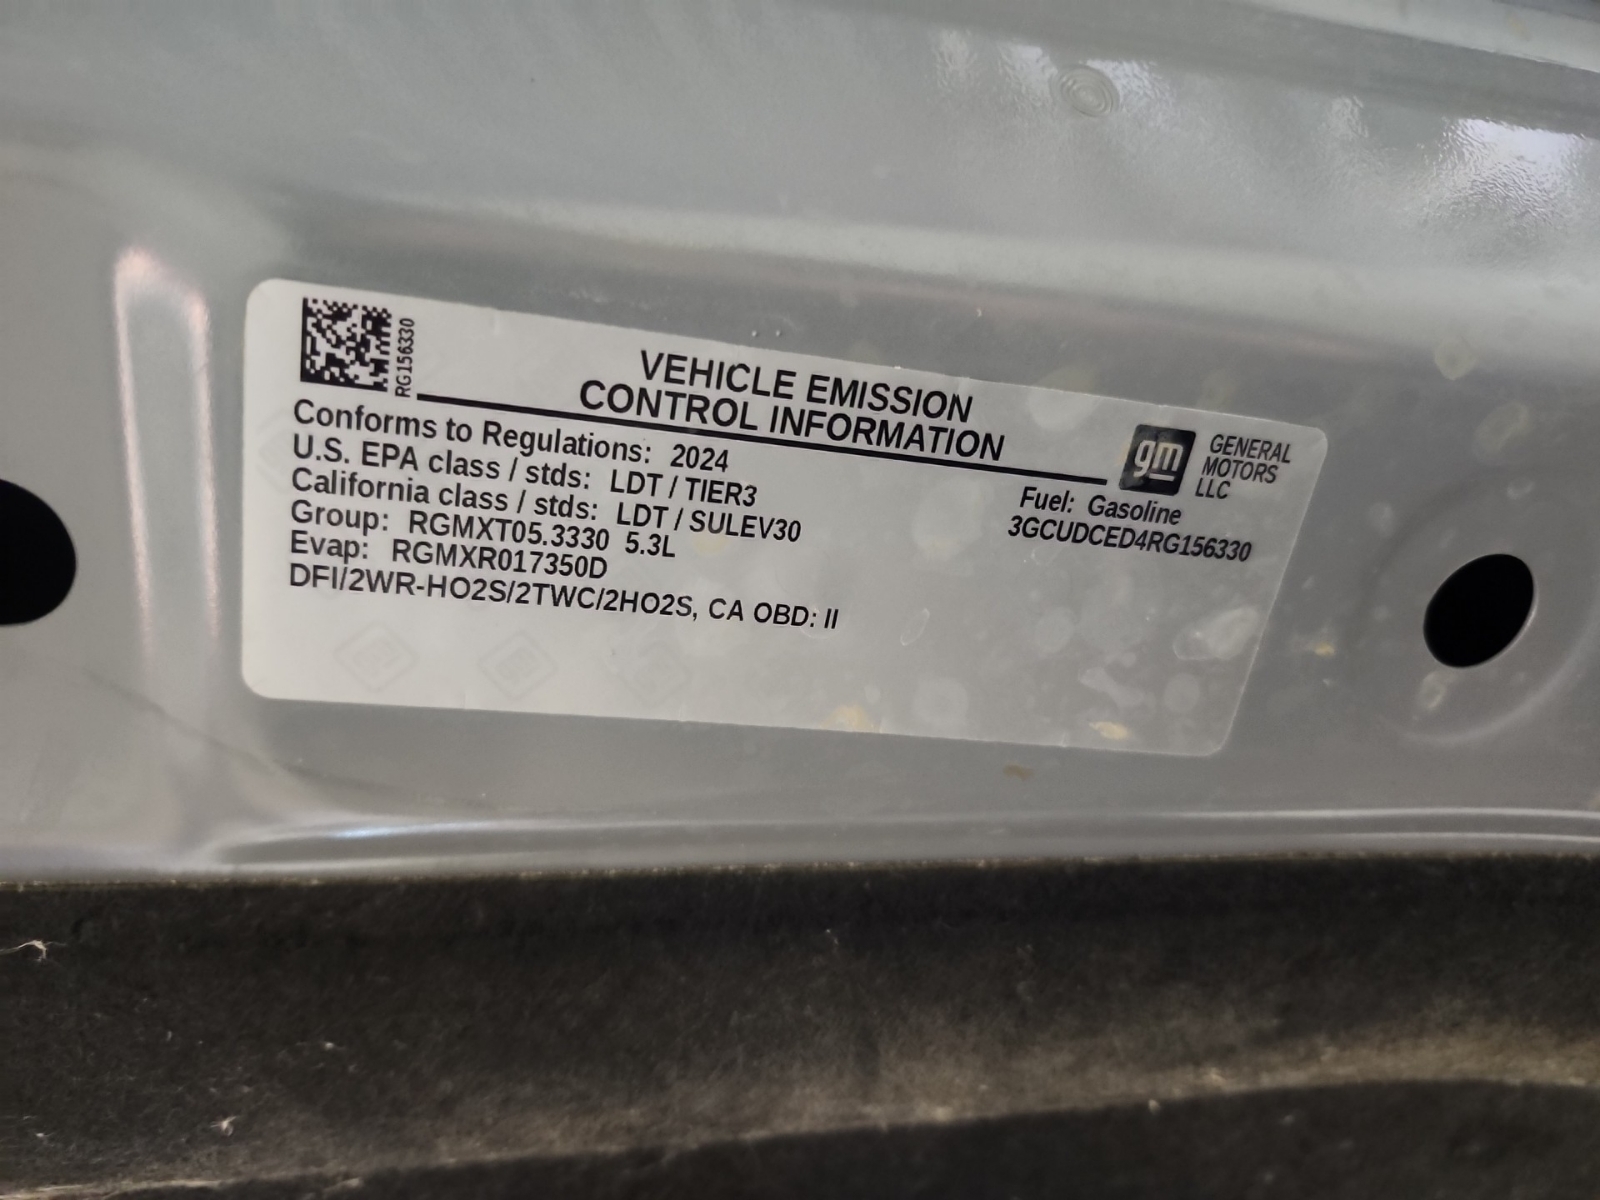 RG156330
VEHICLE EMISSION
CONTROL INFORMATION
gm
GENERAL
MOTORS
LLC
Conforms to Regulations: 2024
U.S. EPA class / stds: LDT / TIER3
California class / stds: LDT / SULEV30
Group: RGMXT05.3330 5.3L
Evap: RGMXR017350D
DFI/2WR-HO2S/2TWC/2HO2S, CA OBD: II
Fuel: Gasoline
3GCUDCED4RG156330